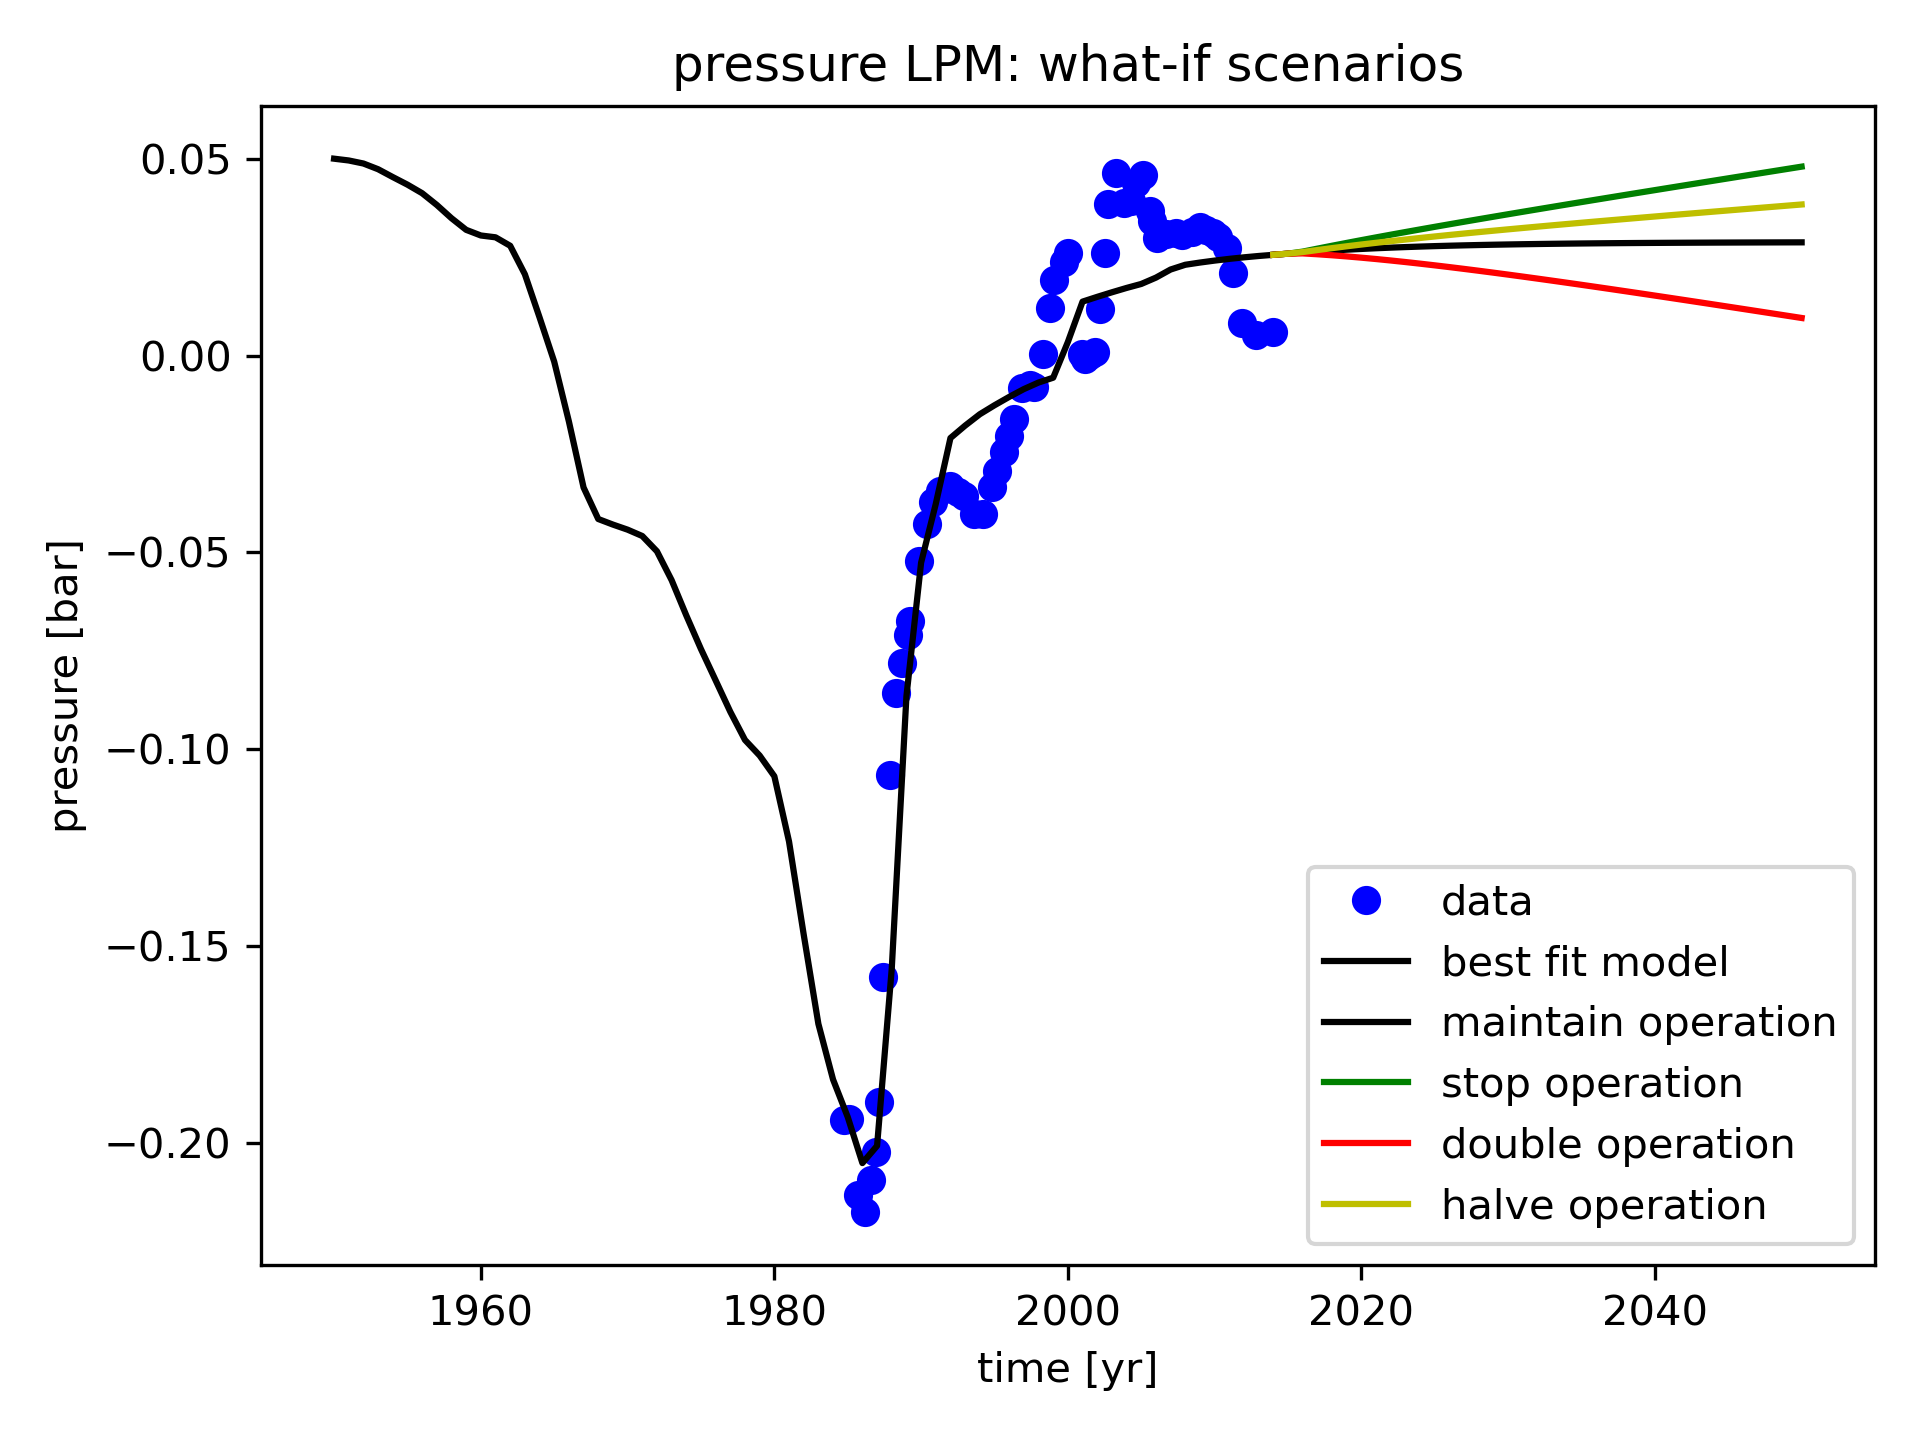 pressure LPM: what-if scenarios
0.05
0.00
−0.05
−0.10
−0.15
−0.20
pressure [bar]
data
best fit model
maintain operation
stop operation
double operation
halve operation
1960 1980 2000 2020 2040
time [yr]